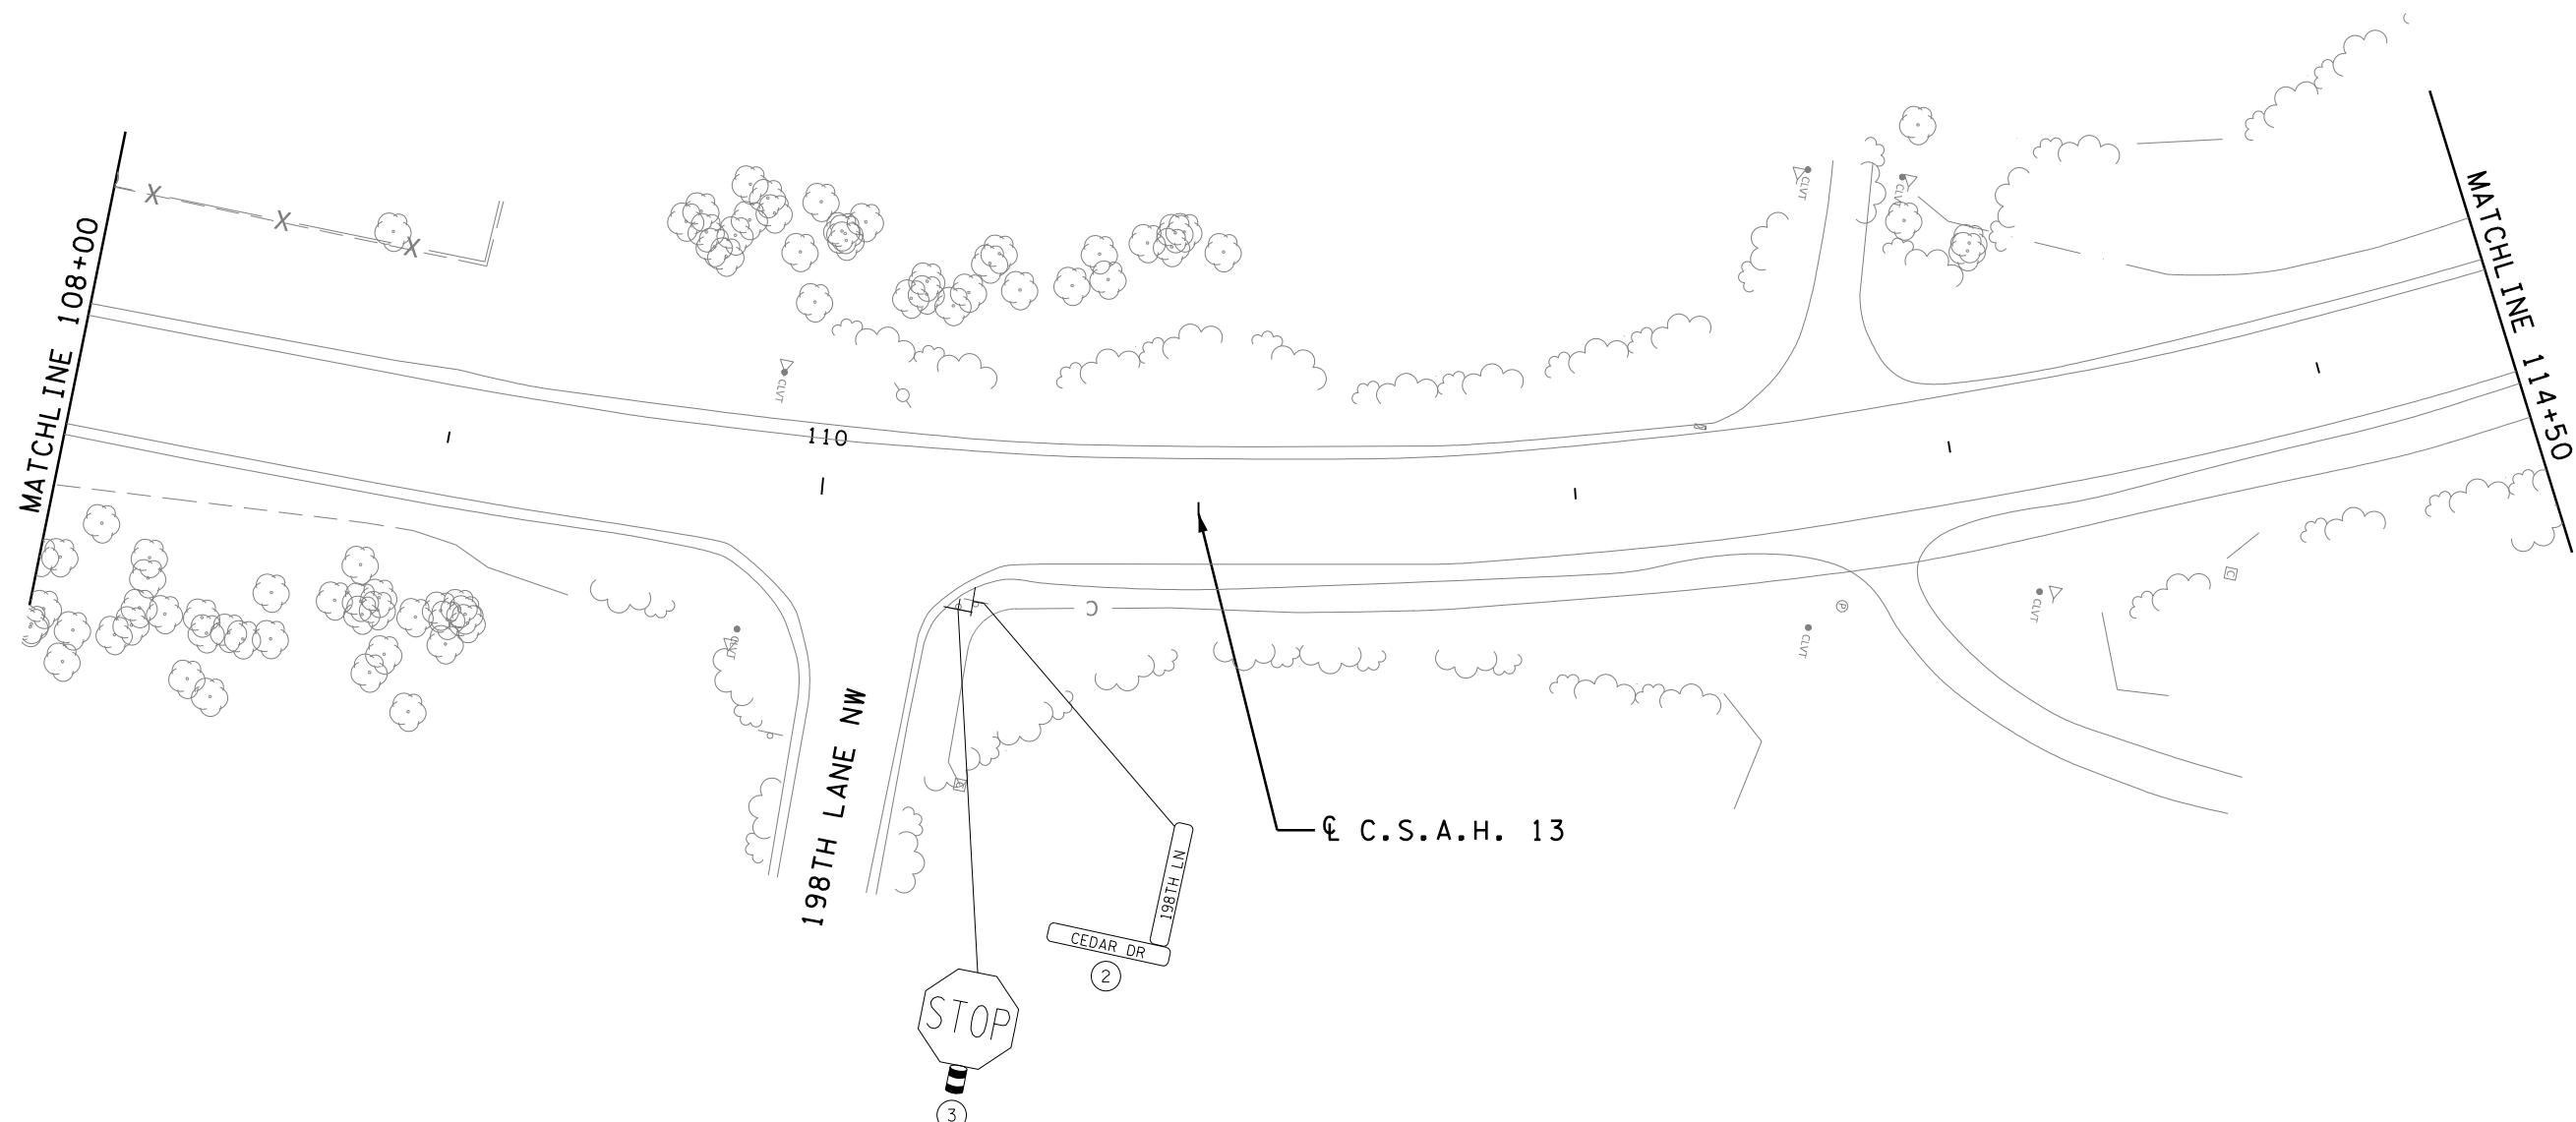 MATCHLINE 108+00
MATCHLINE 114+50
CLVT
CLVT
CLVT
110
C
C
P
CLVT
CLVT
CLVT
198TH LANE NW
℄ C.S.A.H. 13
198TH LN
CEDAR DR
2
STOP
3